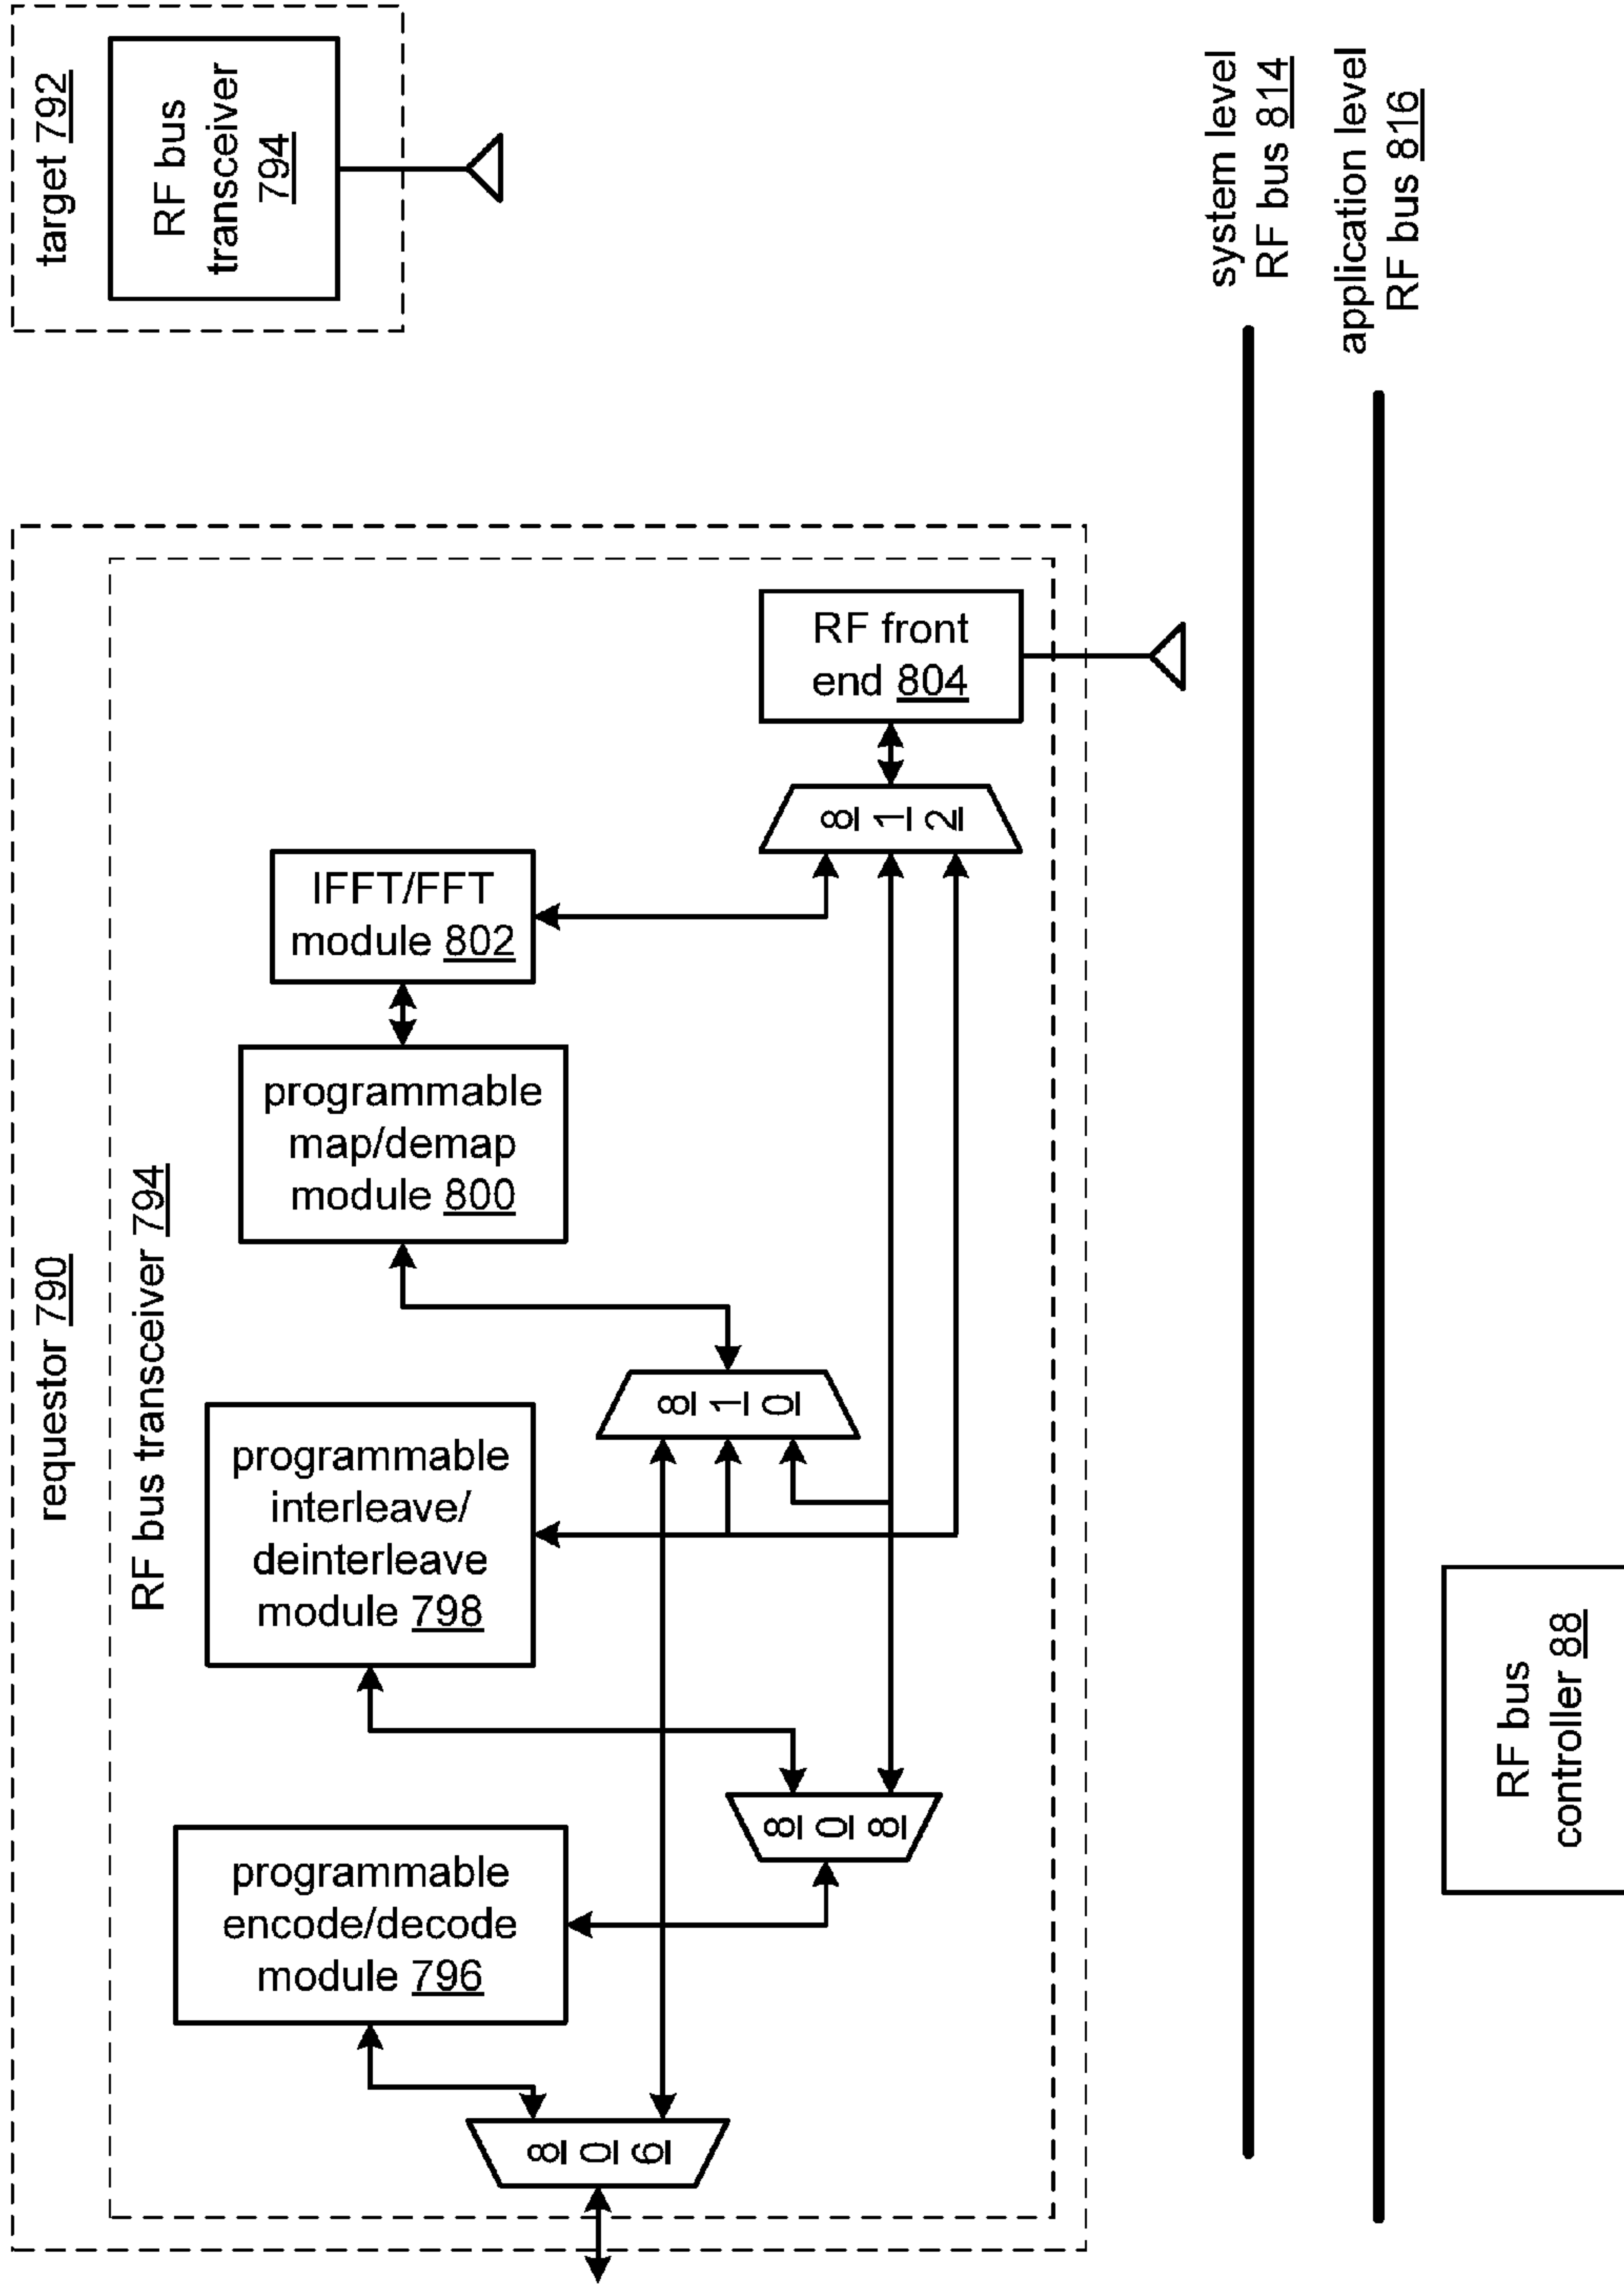 requestor 790
RF bus transceiver 794
programmable
encode/decode
module 796
programmable
interleave/
deinterleave
module 798
programmable
map/demap
module 800
IFFT/FFT
module 802
RF front
end 804
806
808
810
812
target 792
RF bus
transceiver
794
system level
RF bus 814
application level
RF bus 816
RF bus
controller 88